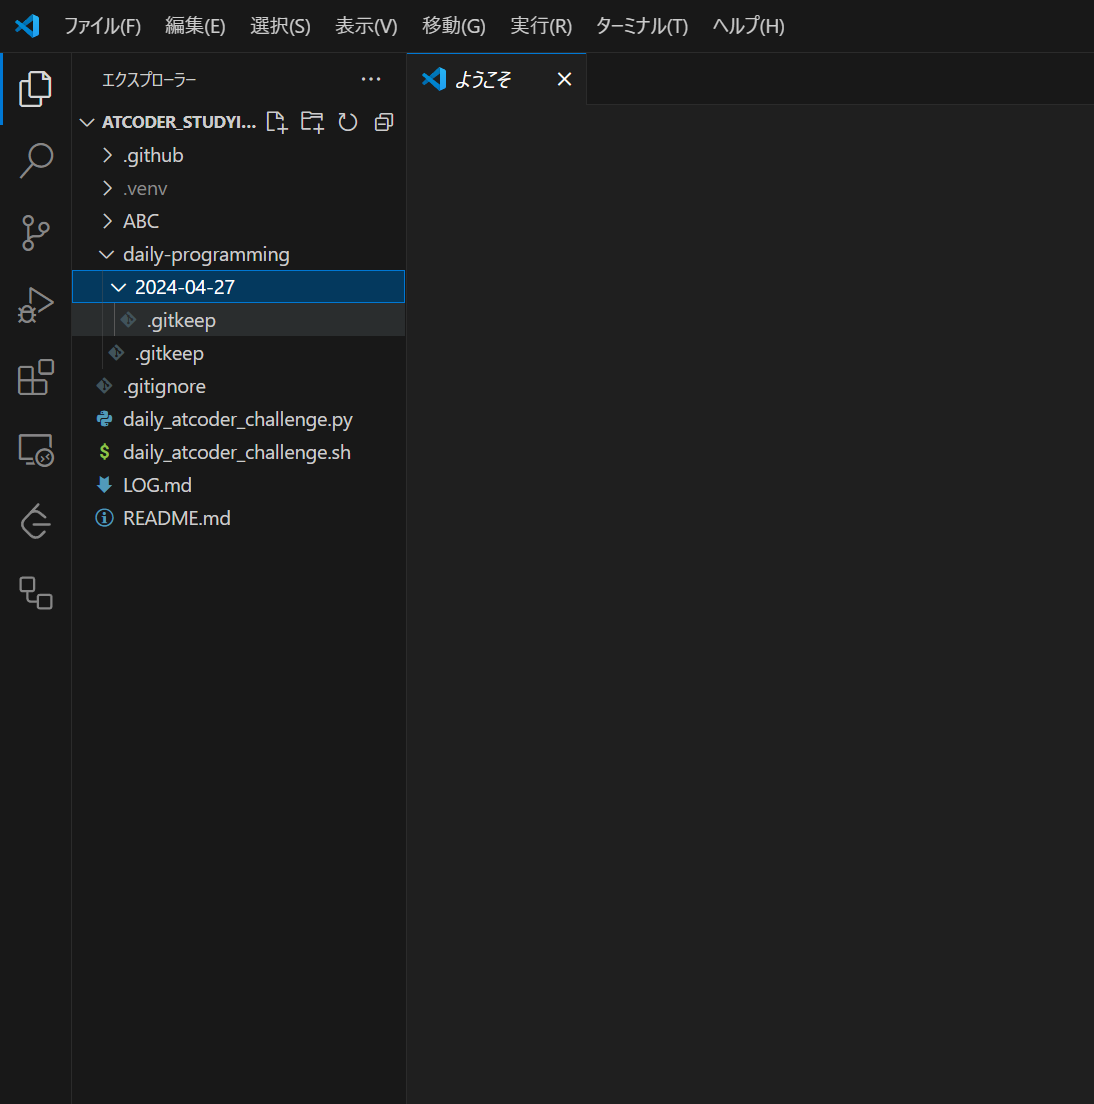 ファイル(F) 編集(E) 選択(S) 表示(V) 移動(G) 実行(R) ターミナル(T) ヘルプ(H)
エクスプローラー ···
ようこそ
ATCODER_STUDYI...
.github
.venv
ABC
daily-programming
2024-04-27
.gitkeep
.gitkeep
.gitignore
daily_atcoder_challenge.py
$ daily_atcoder_challenge.sh
LOG.md
README.md